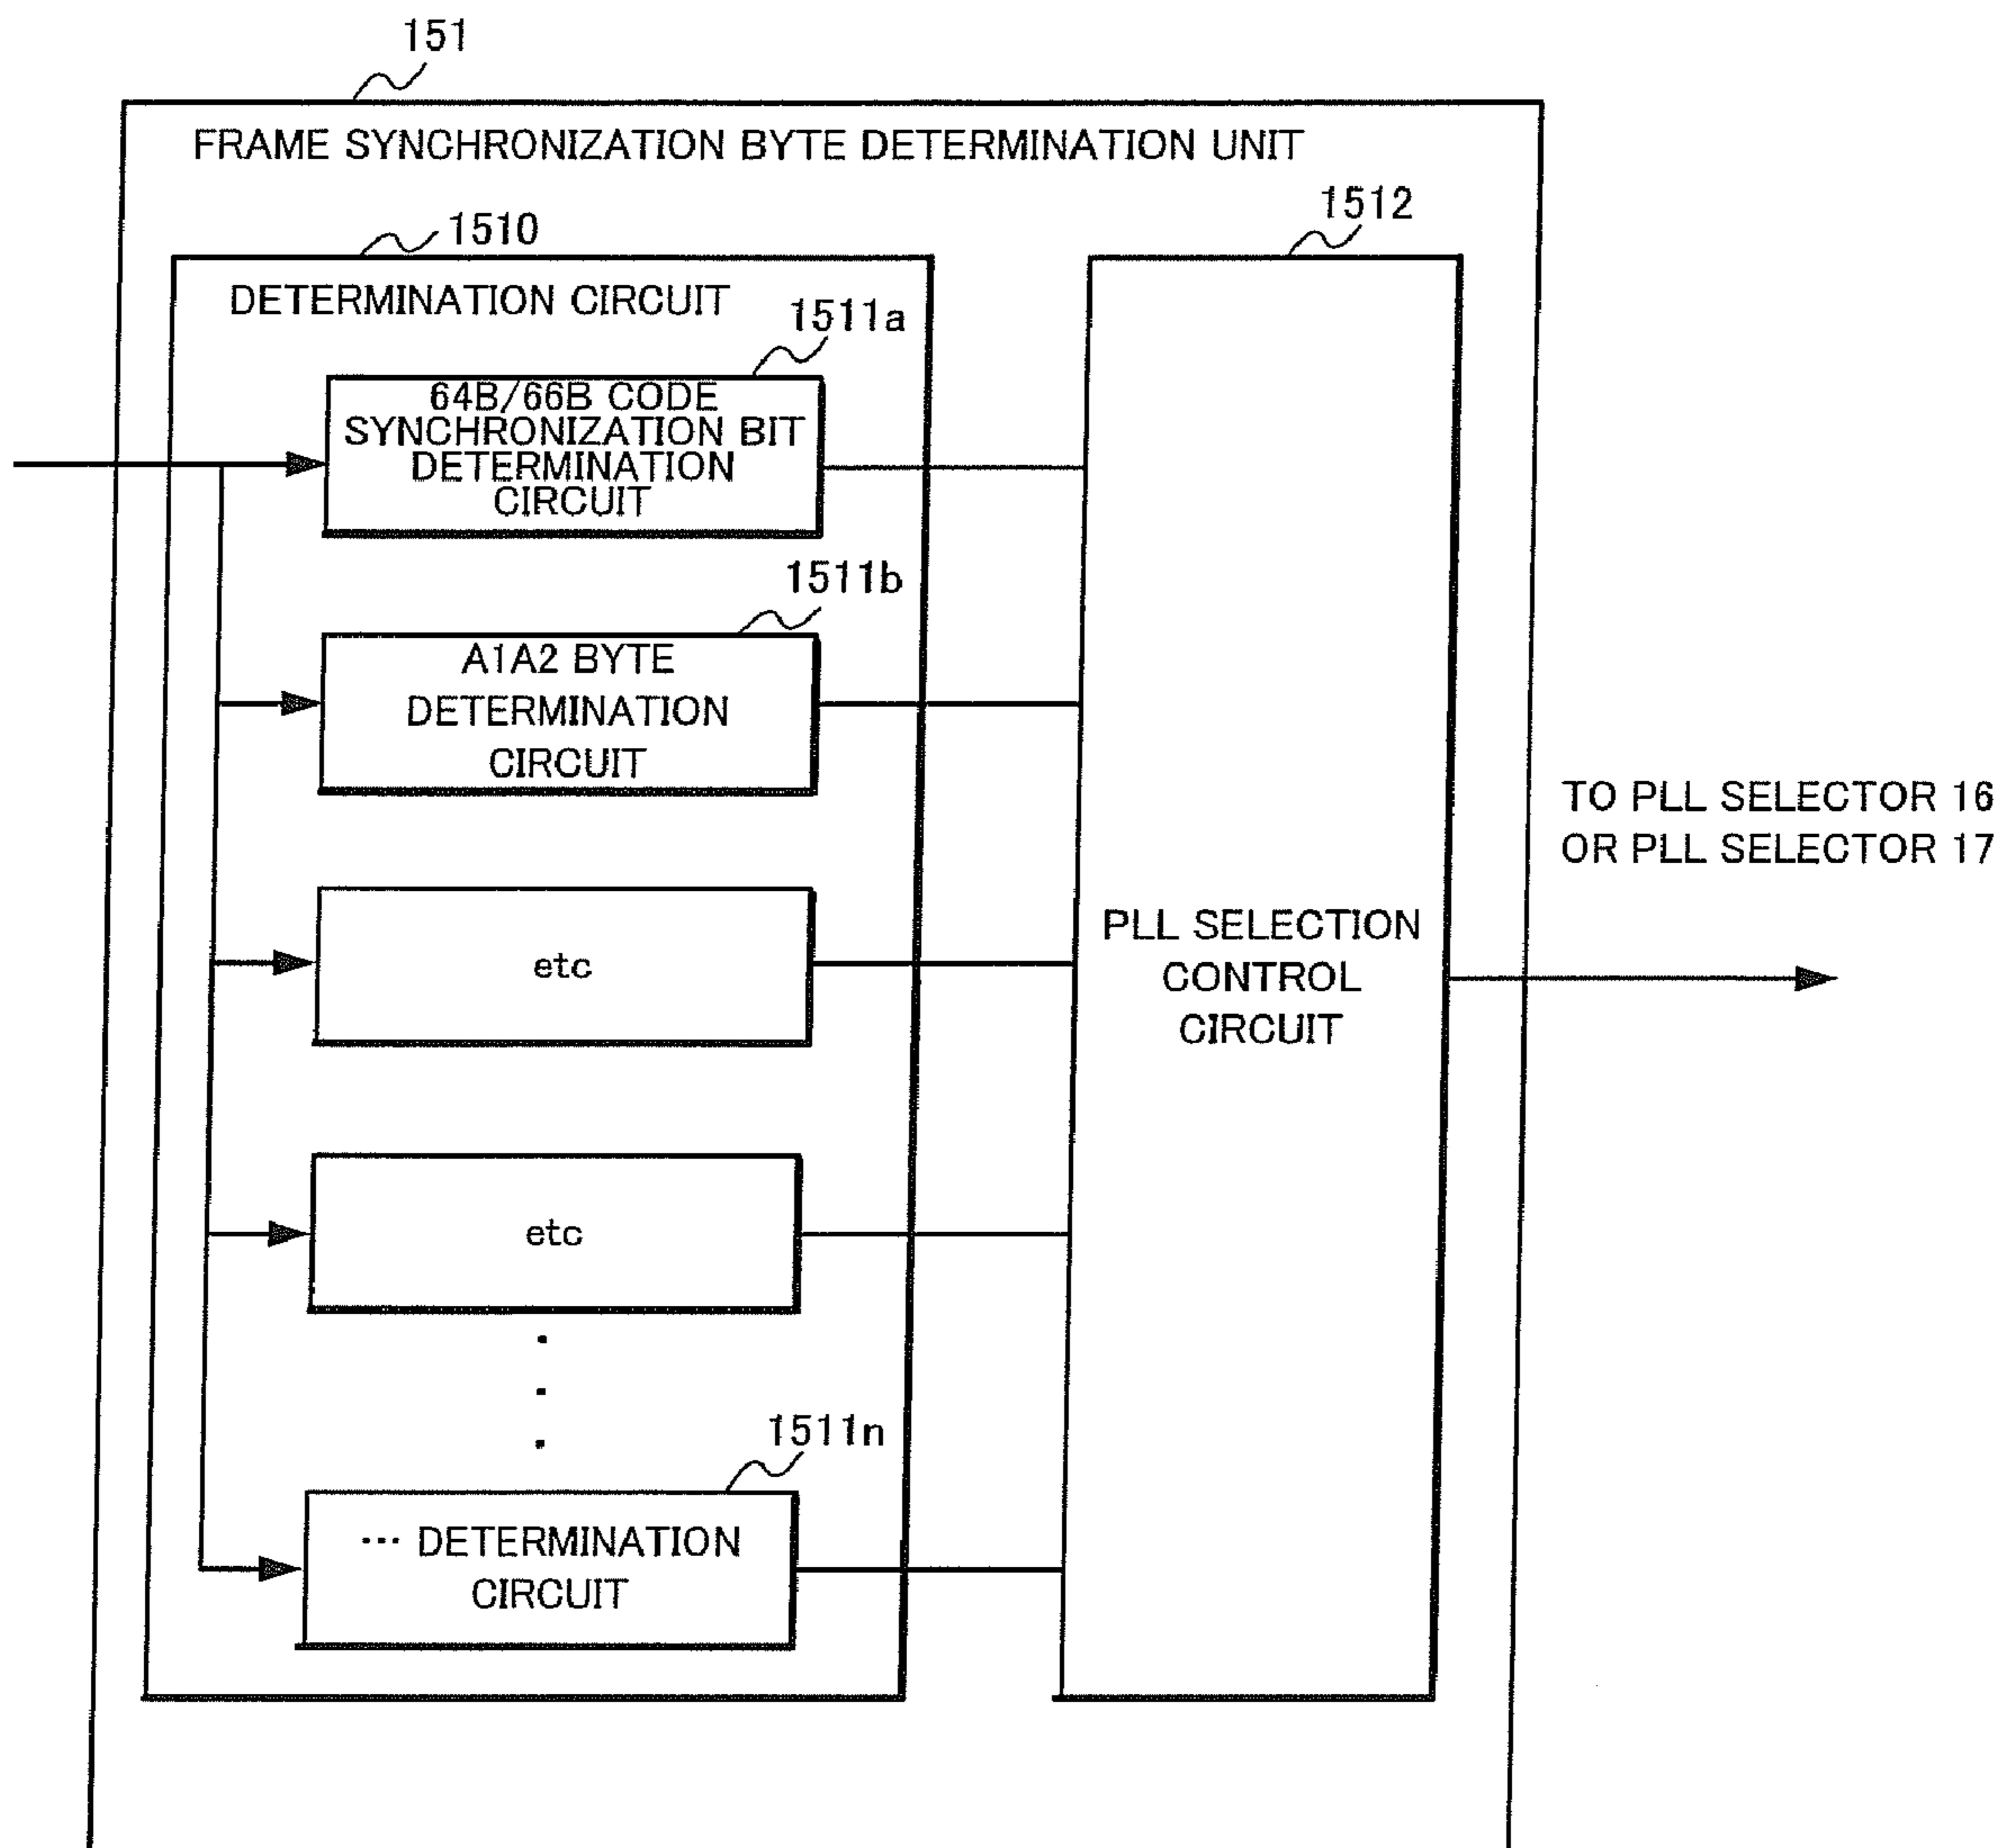 151
FRAME SYNCHRONIZATION BYTE DETERMINATION UNIT
1510
1512
DETERMINATION CIRCUIT
1511a
64B/66B CODE
SYNCHRONIZATION BIT
DETERMINATION
CIRCUIT
1511b
A1A2 BYTE
DETERMINATION
CIRCUIT
etc
etc
1511n
... DETERMINATION
CIRCUIT
PLL SELECTION
CONTROL
CIRCUIT
TO PLL SELECTOR 16
OR PLL SELECTOR 17